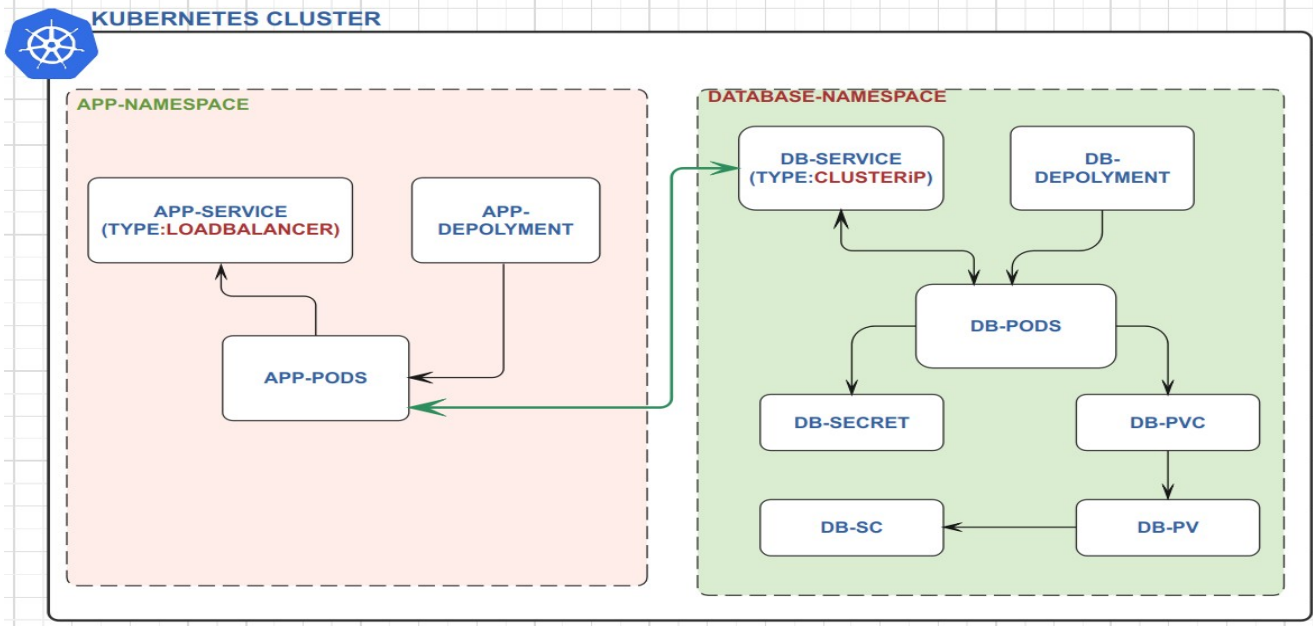 KUBERNETES CLUSTER
APP-NAMESPACE
APP-SERVICE
(TYPE:LOADBALANCER)
APP-
DEPOLYMENT
APP-PODS
DATABASE-NAMESPACE
DB-SERVICE
(TYPE:CLUSTERiP)
DB-
DEPOLYMENT
DB-PODS
DB-SECRET
DB-PVC
DB-SC
DB-PV